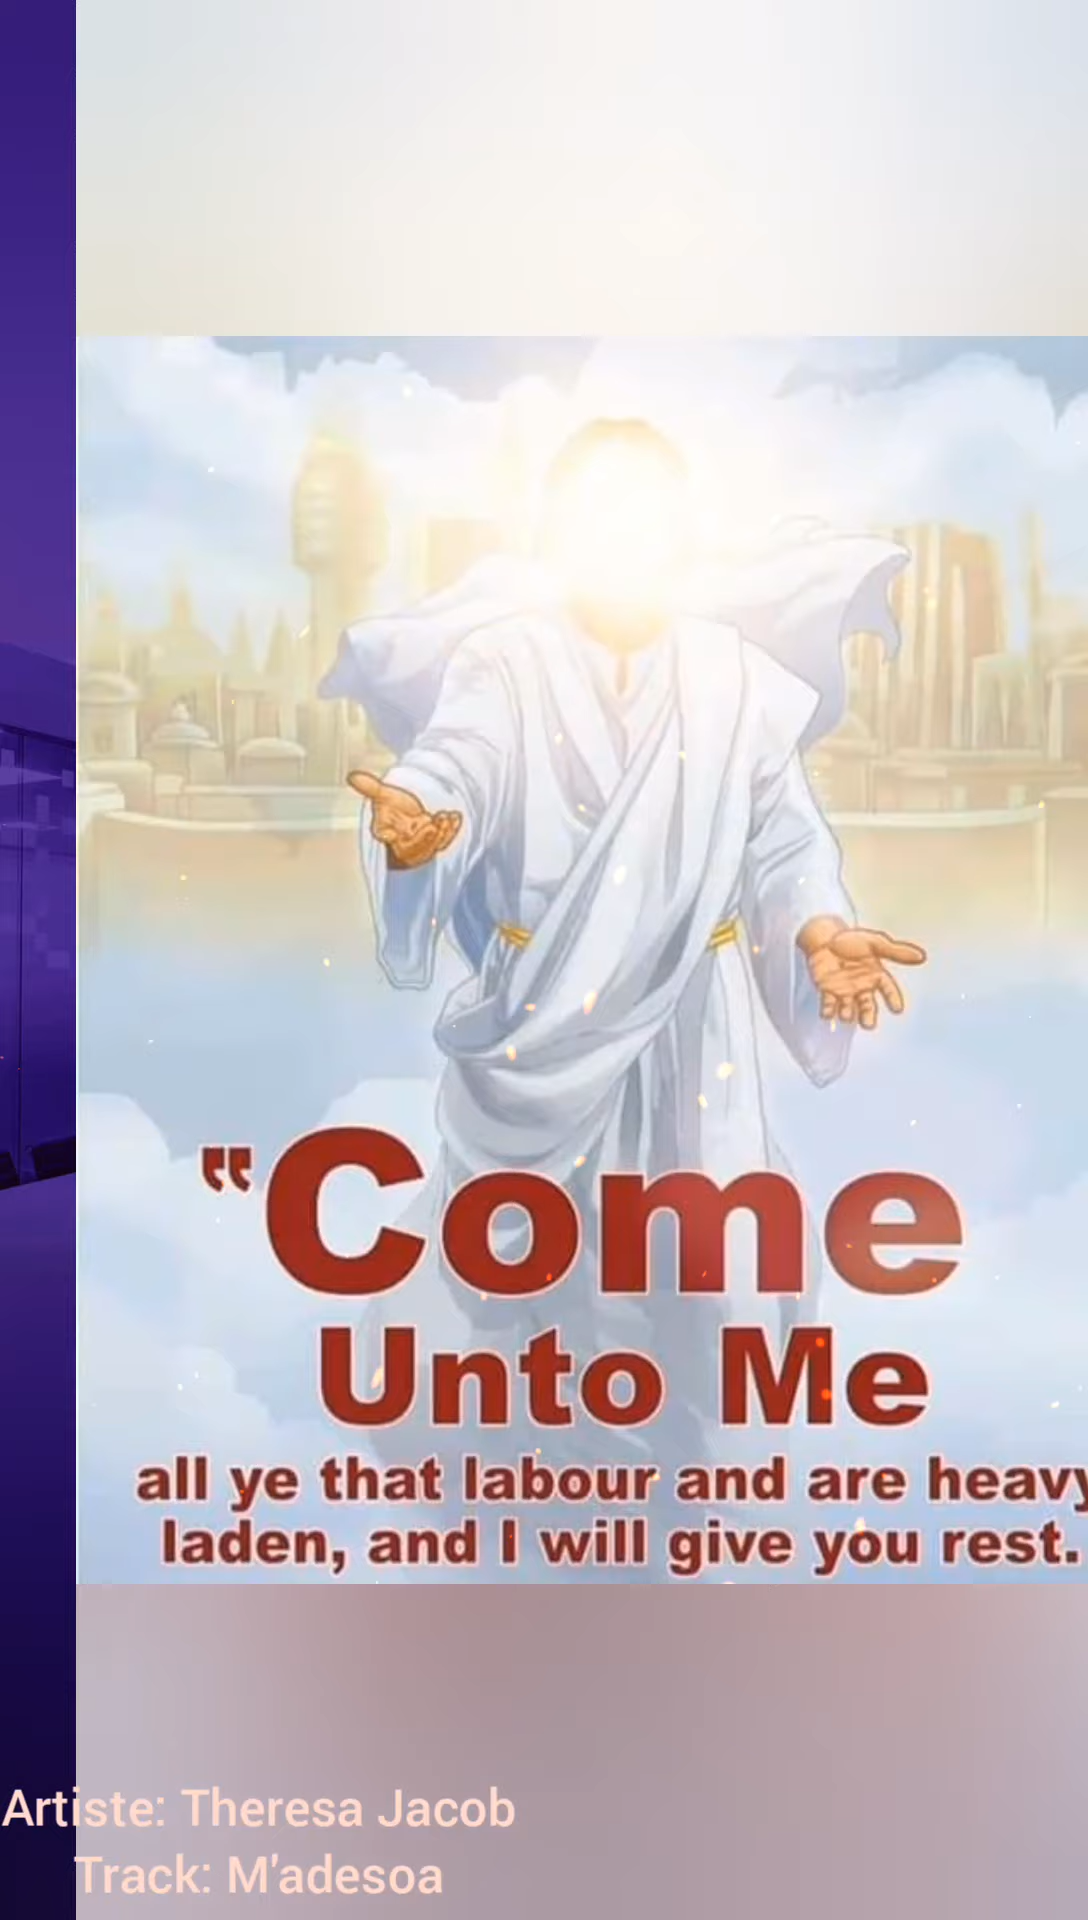 "Come
Unto Me
all ye that labour and are heavy
laden, and I will give you rest.
Artiste: Theresa Jacob
Track: M'adesoa